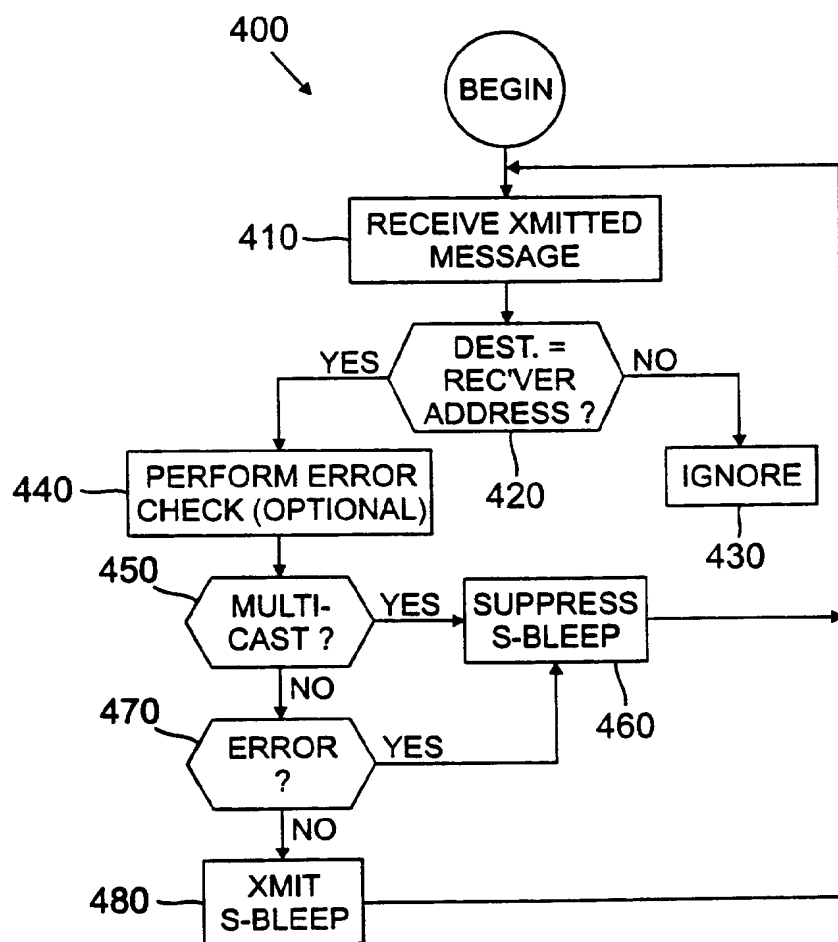 400
BEGIN
410
RECEIVE XMITTED
MESSAGE
YES
DEST. =
REC'VER
ADDRESS ?
NO
420
440
PERFORM ERROR
CHECK (OPTIONAL)
IGNORE
430
450
MULTI-
CAST ?
YES
SUPPRESS
S-BLEEP
460
NO
470
ERROR
?
YES
NO
480
XMIT
S-BLEEP